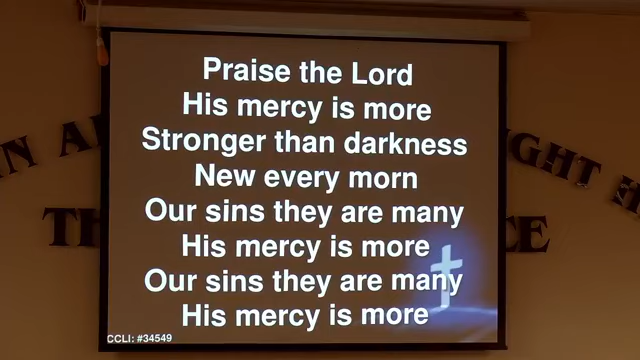 Praise the Lord
His mercy is more
Stronger than darkness
New every morn
Our sins they are many
His mercy is more
Our sins they are many
His mercy is more
CCLI: #34549